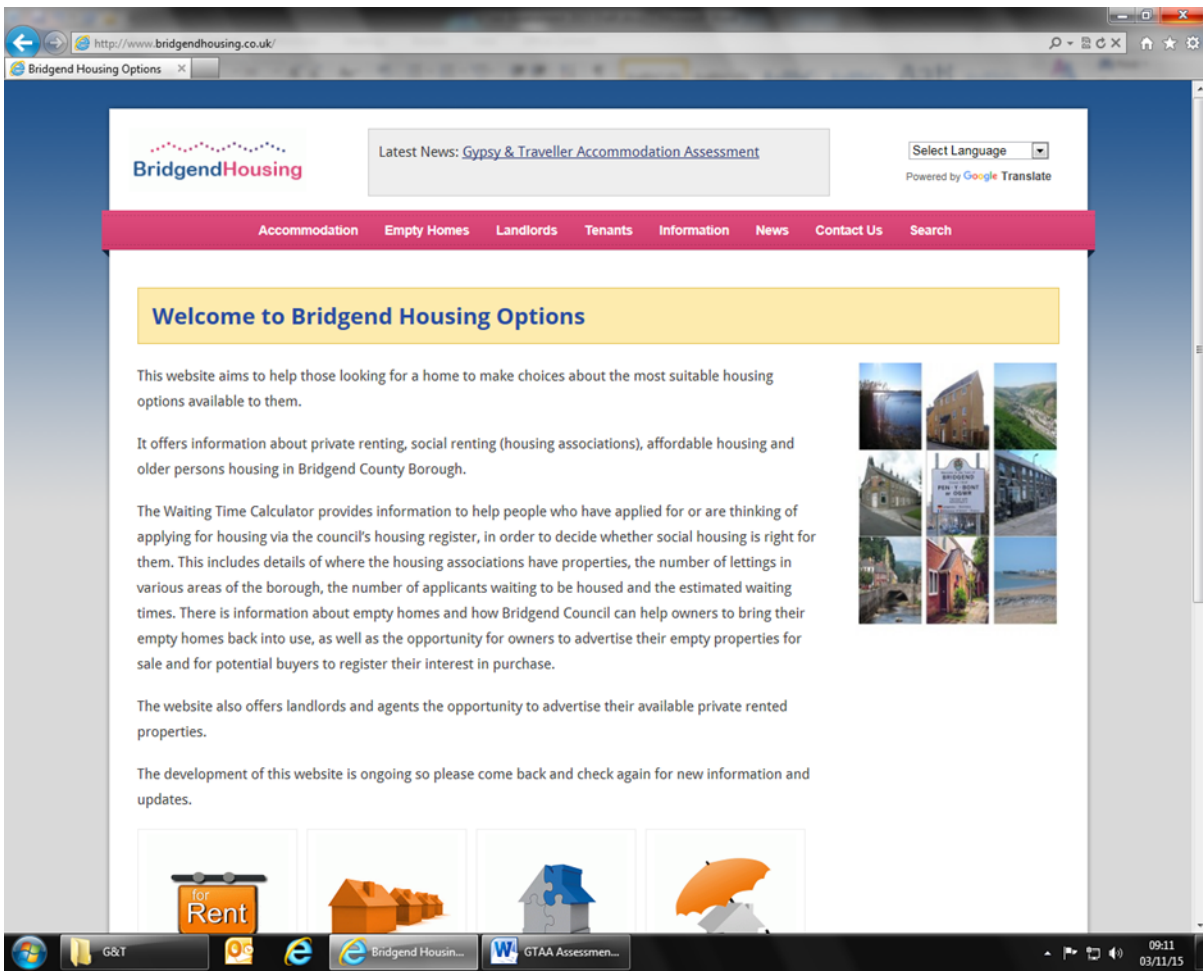 http://www.bridgendhousing.co.uk/
Bridgend Housing Options
BridgendHousing
Latest News: Gypsy & Traveller Accommodation Assessment
Select Language
Powered by Google Translate
Accommodation Empty Homes Landlords Tenants Information News Contact Us Search
Welcome to Bridgend Housing Options
This website aims to help those looking for a home to make choices about the most suitable housing
options available to them.
It offers information about private renting, social renting (housing associations), affordable housing and
older persons housing in Bridgend County Borough.
The Waiting Time Calculator provides information to help people who have applied for or are thinking of
applying for housing via the council's housing register, in order to decide whether social housing is right for
them. This includes details of where the housing associations have properties, the number of lettings in
various areas of the borough, the number of applicants waiting to be housed and the estimated waiting
times. There is information about empty homes and how Bridgend Council can help owners to bring their
empty homes back into use, as well as the opportunity for owners to advertise their empty properties for
sale and for potential buyers to register their interest in purchase.
The website also offers landlords and agents the opportunity to advertise their available private rented
properties.
The development of this website is ongoing so please come back and check again for new information and
updates.
BRIDGEND
PEN-Y-BONT
ar OGWR
for
Rent
G&T
Bridgend Housin...
GTAA Assessmen...
09:11
03/11/15